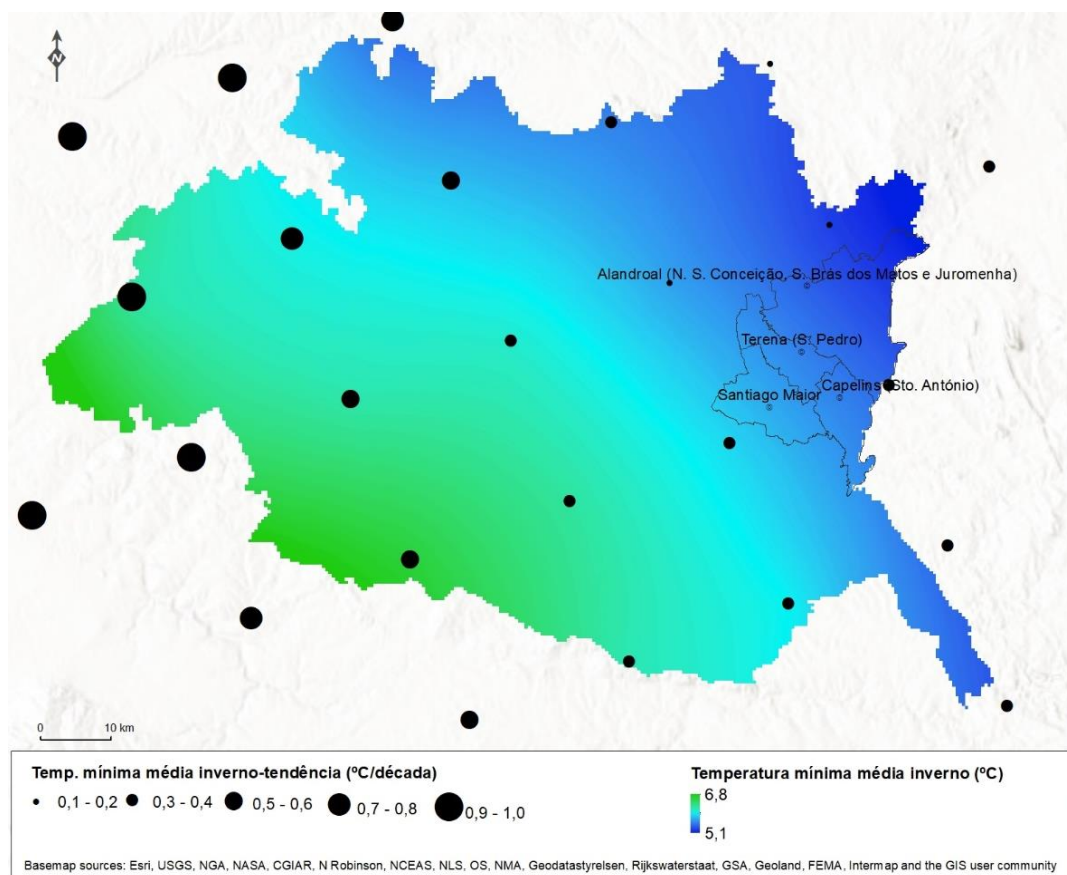 N
Alandroal (N. S. Conceição, S. Brás dos Matos e Juromenha)
Terena (S. Pedro)
Capelins (Sto. António)
Santiago Maior
0 10 km
Temp. mínima média inverno-tendência (ºC/década)
0,1 - 0,2 0,3 - 0,4 0,5 - 0,6 0,7 - 0,8 0,9 - 1,0
Temperatura mínima média inverno (ºC)
6,8
5,1
Basemap sources: Esri, USGS, NGA, NASA, CGIAR, N Robinson, NCEAS, NLS, OS, NMA, Geodatastyrelsen, Rijkswaterstaat, GSA, Geoland, FEMA, Intermap and the GIS user community